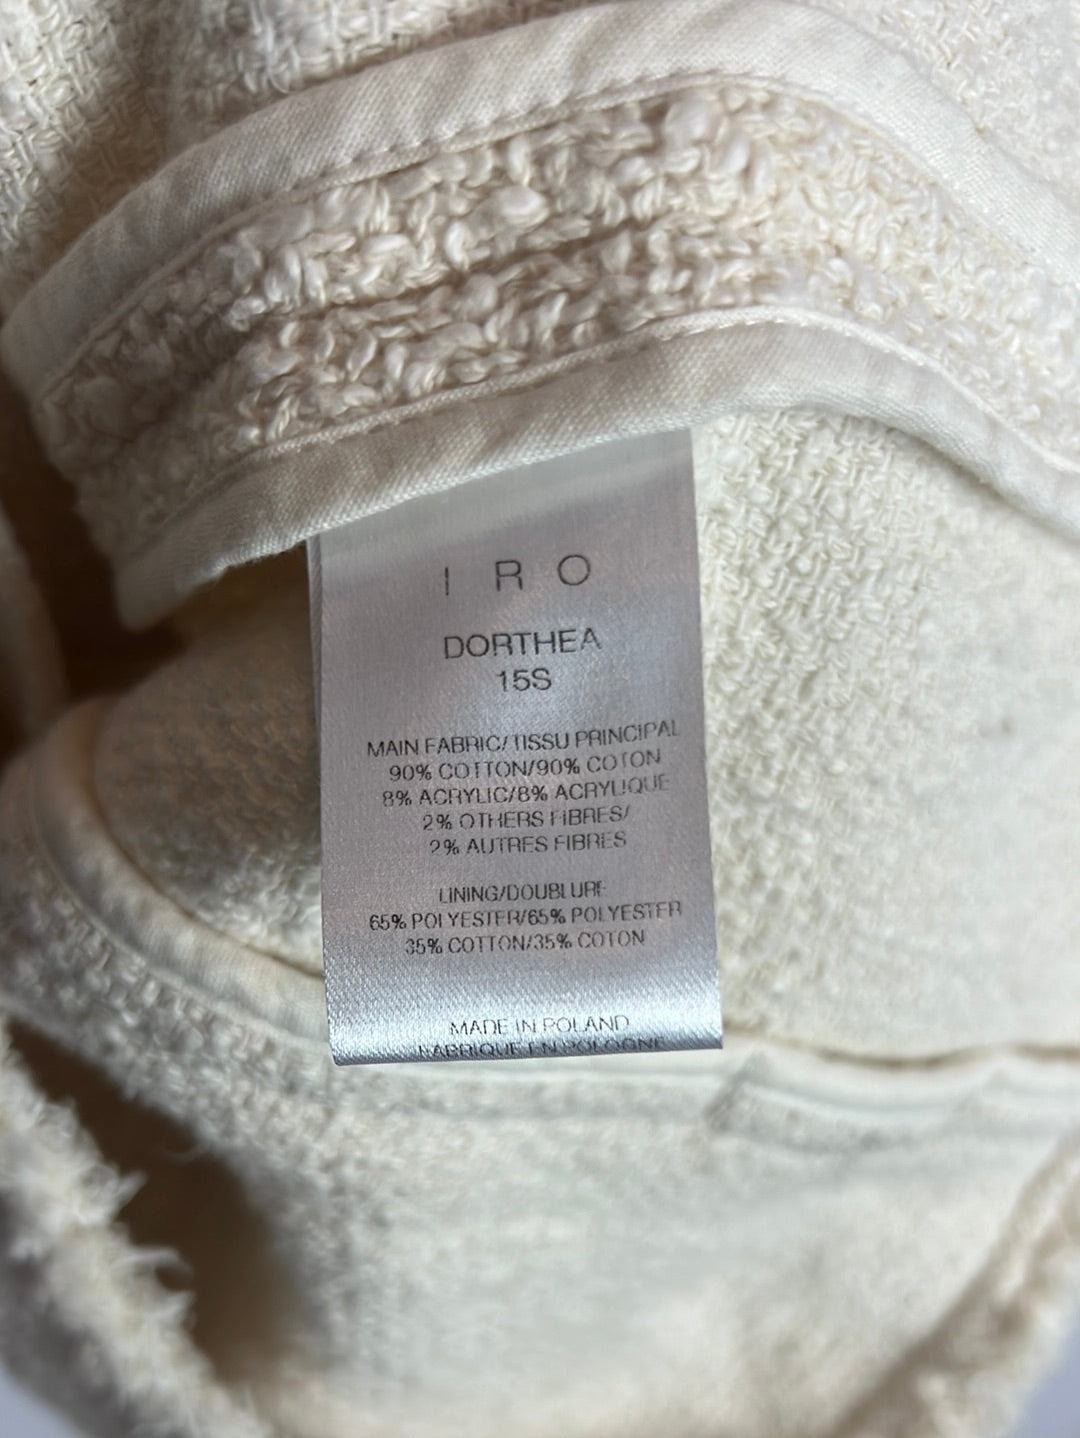 IRO
DORTHEA
15S
MAIN FABRIC/TISSU PRINCIPAL
90% COTTON/90% COTON
8% ACRYLIC/8% ACRYLIQUE
2% OTHERS FIBRES/
2% AUTRES FIBRES
LINING/DOUBLURE
65% POLYESTER/65% POLYESTER
35% COTTON/35% COTON
MADE IN POLAND
FABRIQUE EN POLOGNE